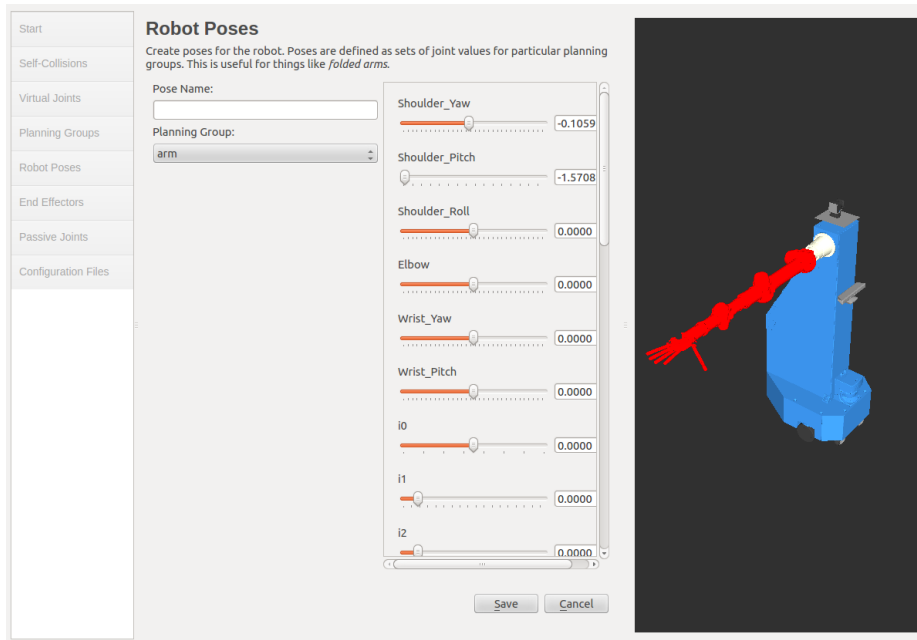 Start
Self-Collisions
Virtual Joints
Planning Groups
Robot Poses
End Effectors
Passive Joints
Configuration Files
Robot Poses
Create poses for the robot. Poses are defined as sets of joint values for particular planning
groups. This is useful for things like folded arms.
Pose Name:
Planning Group:
arm
Shoulder_Yaw
-0.1059
Shoulder_Pitch
-1.5708
Shoulder_Roll
0.0000
Elbow
0.0000
Wrist_Yaw
0.0000
Wrist_Pitch
0.0000
i0
0.0000
i1
0.0000
i2
0.0000
Save Cancel